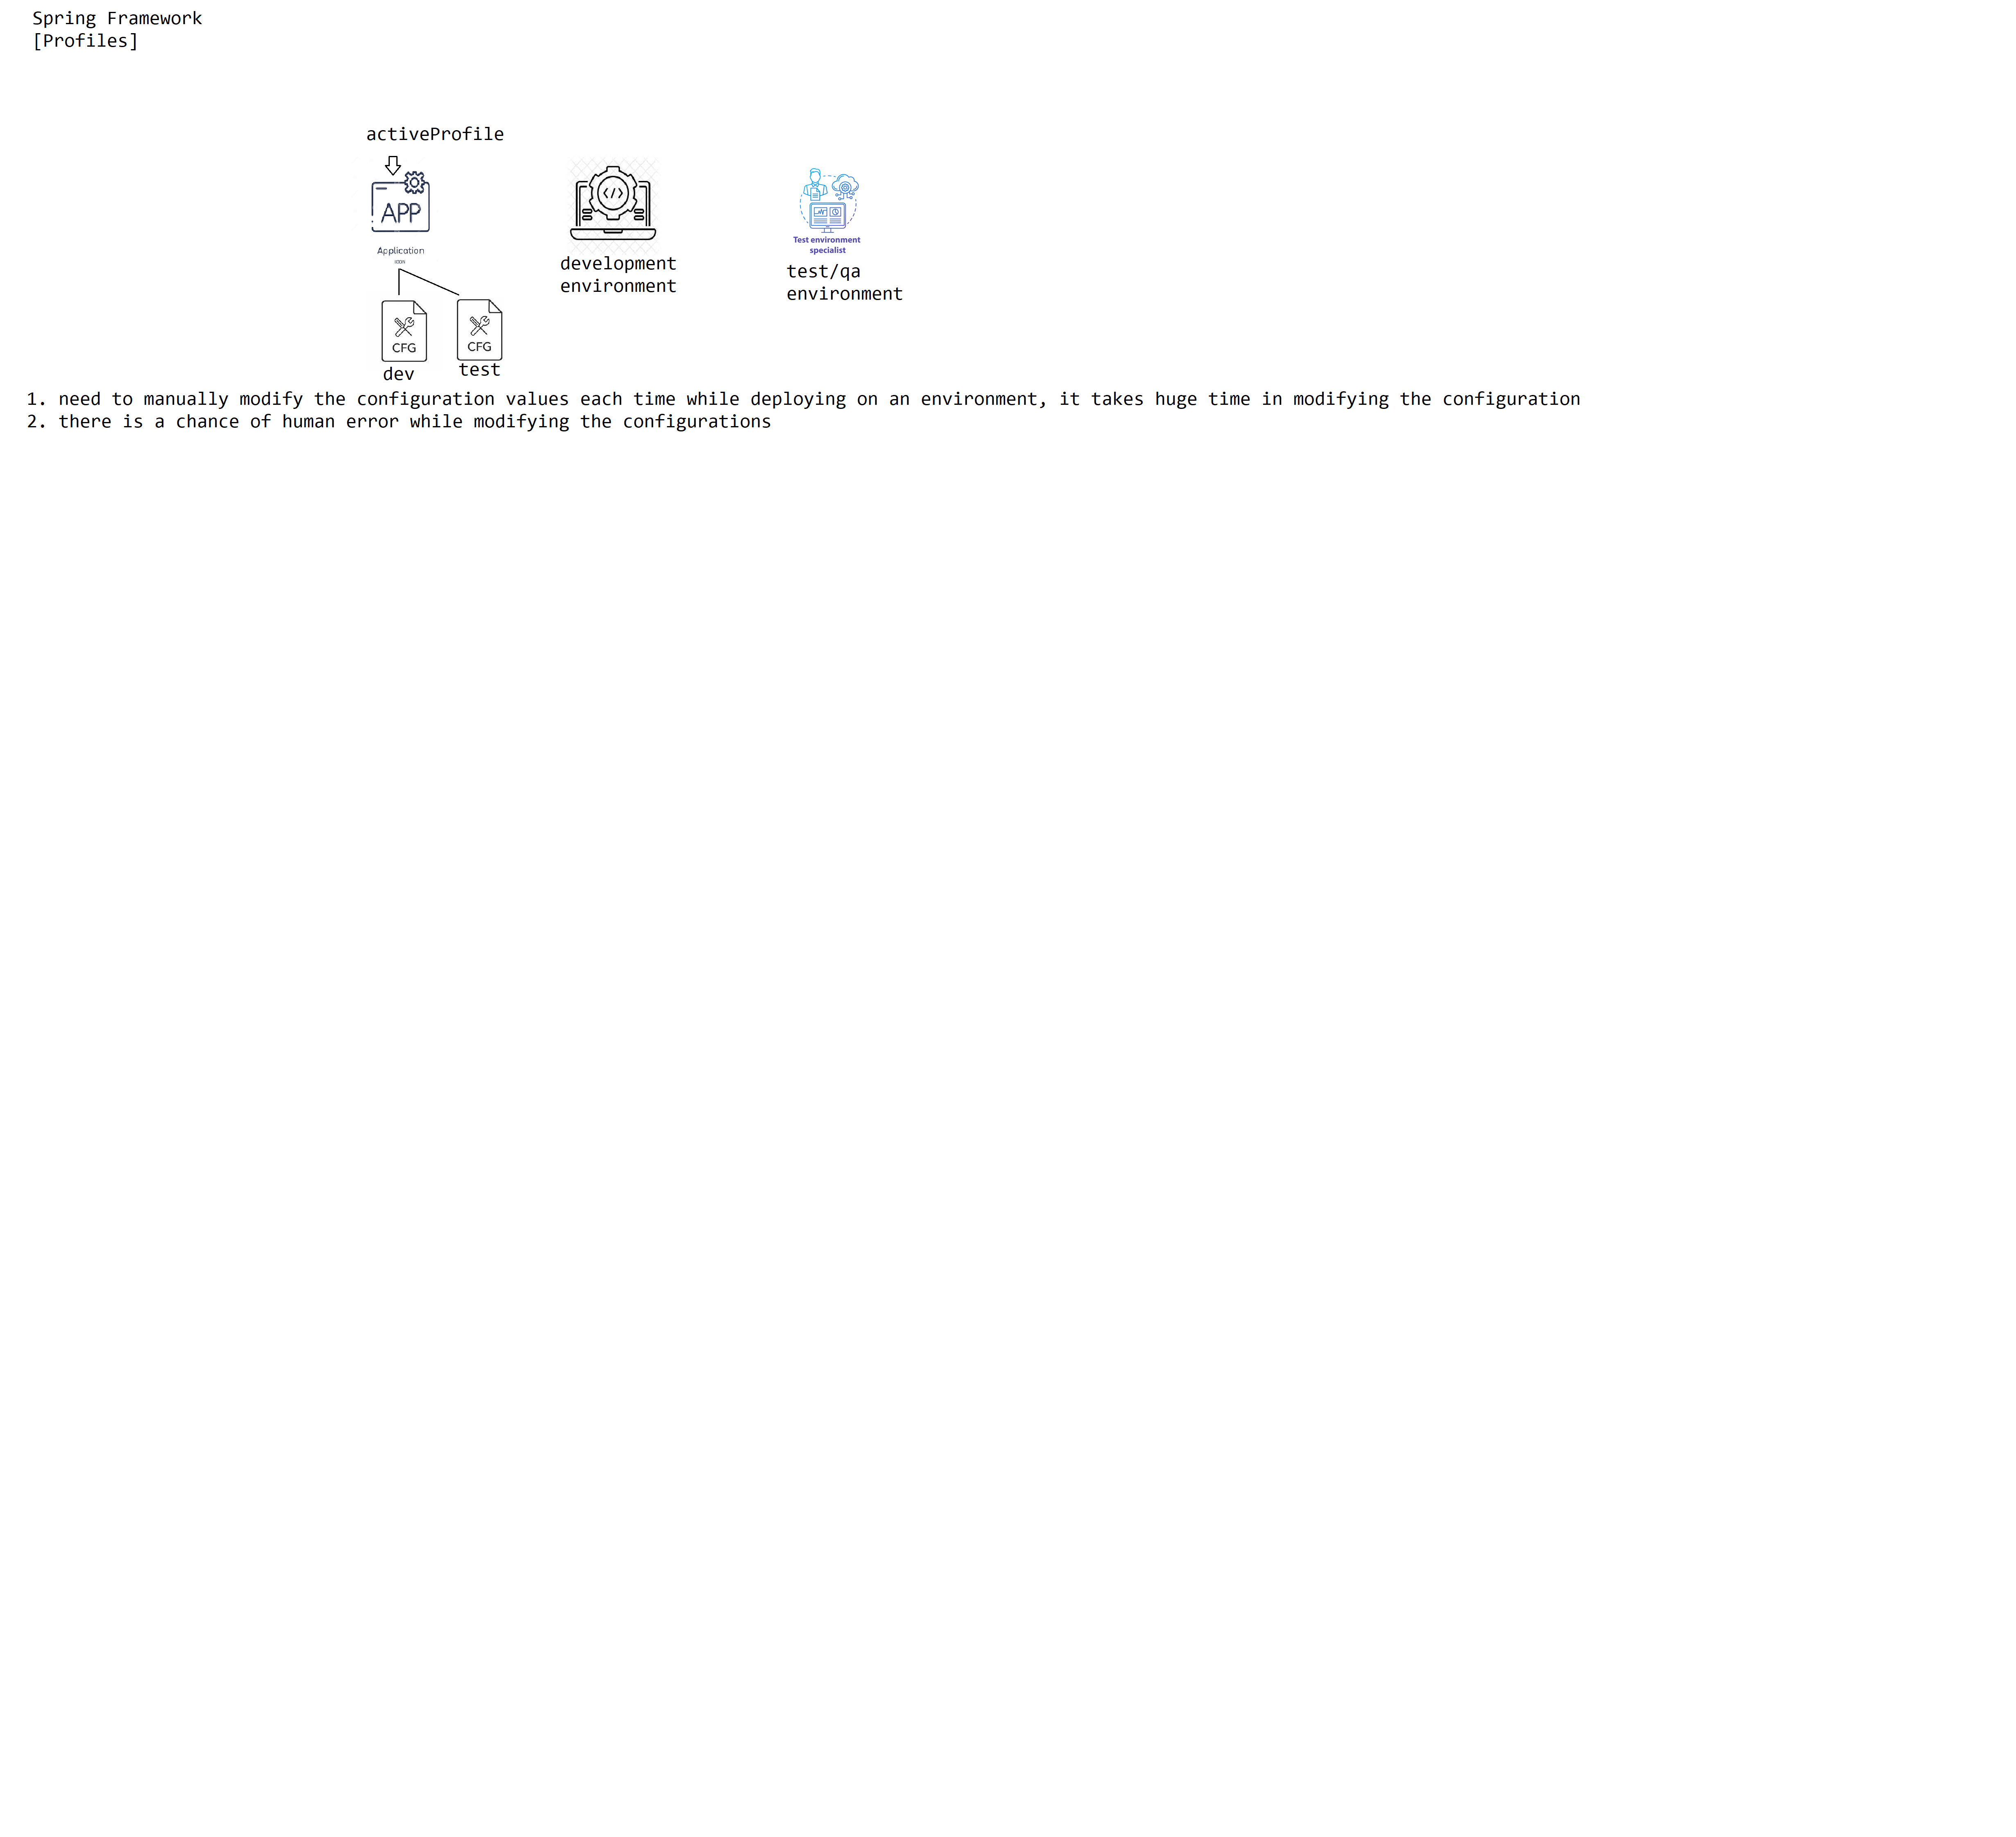 Spring Framework
[Profiles]
activeProfile
APP
Application
ICON
Test environment
specialist
development
environment
test/qa
environment
CFG
CFG
dev
test
1. need to manually modify the configuration values each time while deploying on an environment, it takes huge time in modifying the configuration
2. there is a chance of human error while modifying the configurations